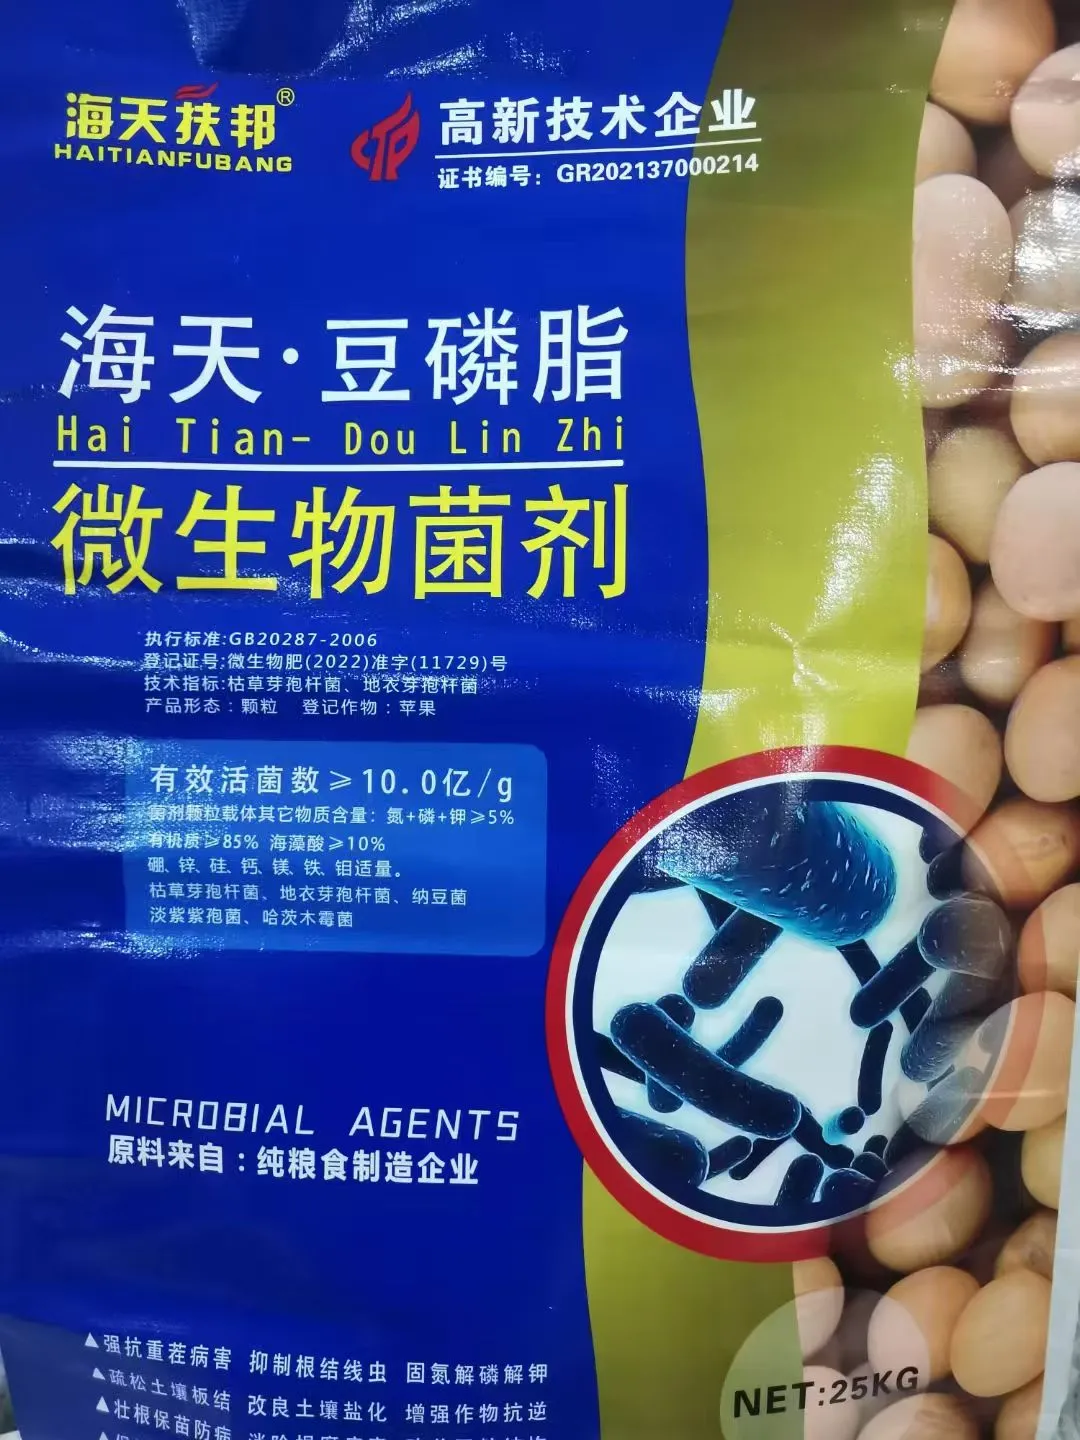 海天扶邦®
HAITIANFUBANG
高新技术企业
证书编号：GR202137000214
海天·豆磷脂
Hai Tian- Dou Lin Zhi
微生物菌剂
执行标准:GB20287-2006
登记证号:微生物肥(2022)准字(11729)号
技术指标:枯草芽孢杆菌、地衣芽孢杆菌
产品形态：颗粒 登记作物：苹果
有效活菌数≥10.0亿/g
菌剂颗粒载体其它物质含量：氮+磷+钾≥5%
有机质≥85% 海藻酸≥10%
硼、锌、硅、钙、镁、铁、钼适量。
枯草芽孢杆菌、地衣芽孢杆菌、纳豆菌
淡紫紫孢菌、哈茨木霉菌
MICROBIAL AGENTS
原料来自：纯粮食制造企业
▲强抗重茬病害 抑制根结线虫 固氮解磷解钾
▲疏松土壤板结 改良土壤盐化 增强作物抗逆
▲壮根保苗防病
NET:25KG